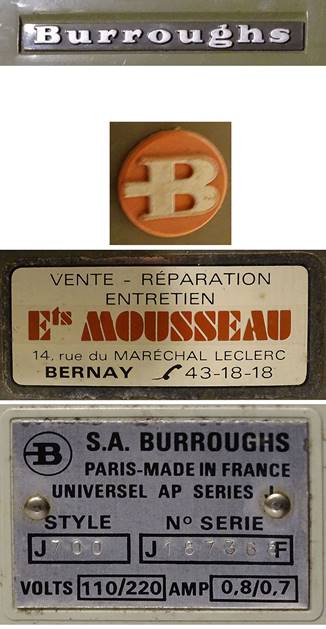 Burroughs
B
VENTE - RÉPARATION
ENTRETIEN
Ets MOUSSEAU
14, rue du MARÉCHAL LECLERC
BERNAY 43-18-18
B S.A. BURROUGHS
PARIS-MADE IN FRANCE
UNIVERSEL AP SERIES J
STYLE No SERIE
J700 J187368F
VOLTS 110/220 AMP 0,8/0,7